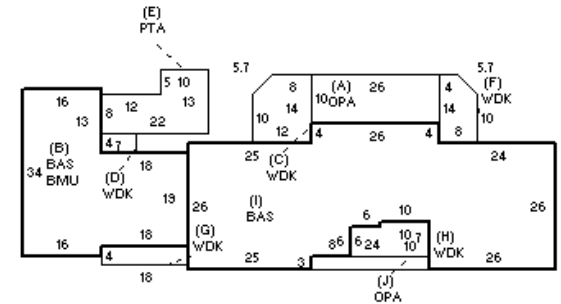 (E)
PTA
5.7
5.7
5 10
13
16
12
8
22
13
4 7
18
(B)
BAS
BMU
34
(D)
WDK
19
18
16
4
18
(G)
WDK
8
14
10
12
(A)
OPA
10
26
4
14
8
10
(F)
WDK
4
26
4
25
24
(C)
WDK
26
(I)
BAS
26
6
10
8 6
6 24
10 7
10
(H)
WDK
25
3
26
(J)
OPA